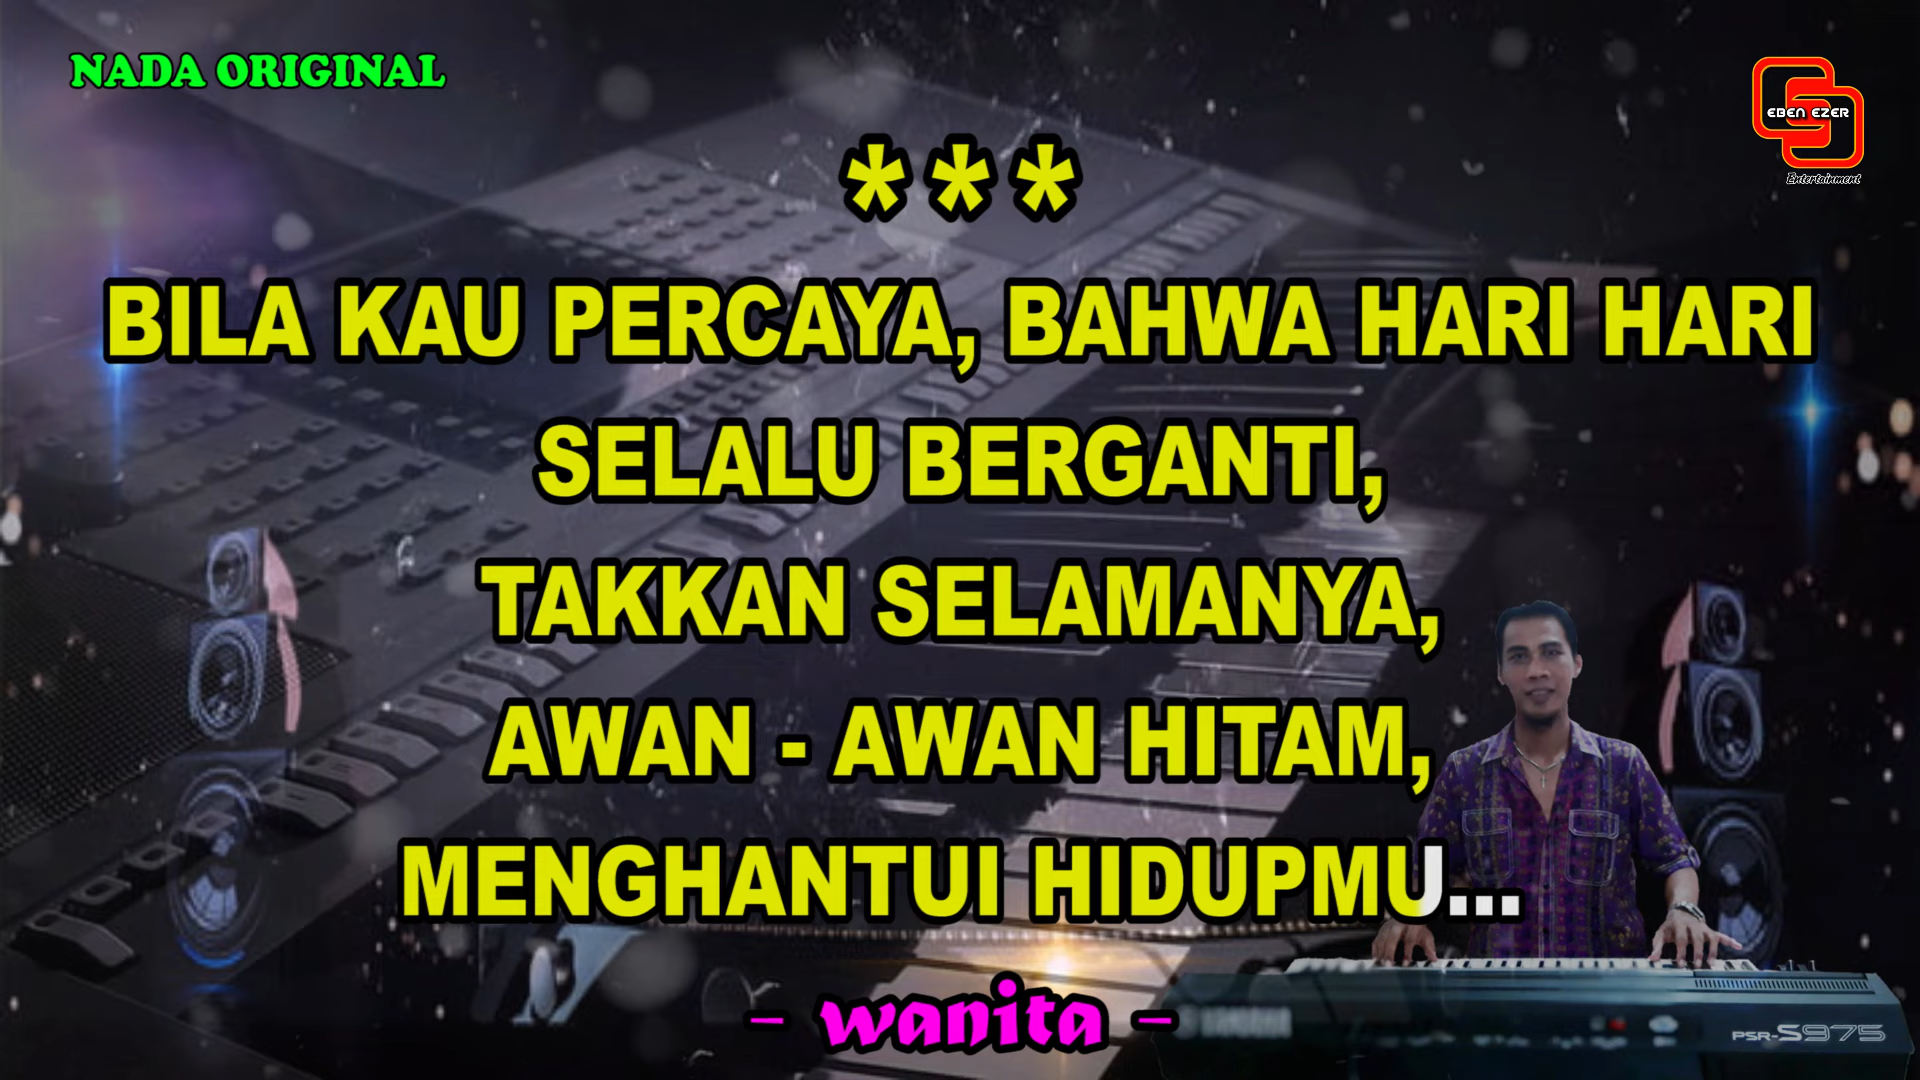 NADA ORIGINAL
EBEN EZER
Entertainment
***
BILA KAU PERCAYA, BAHWA HARI HARI
SELALU BERGANTI,
TAKKAN SELAMANYA,
AWAN - AWAN HITAM,
MENGHANTUI HIDUPMU...
- wanita -
PSR-S975